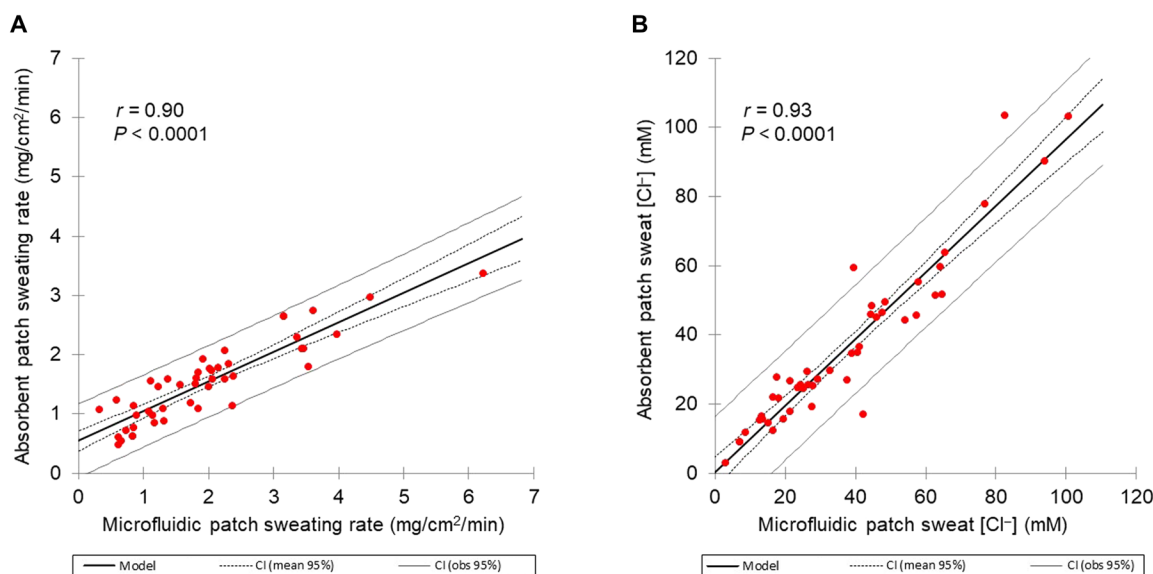 A
7
6
5
4
3
2
1
0
Absorbent patch sweating rate (mg/cm²/min)
r = 0.90
P < 0.0001
0 1 2 3 4 5 6 7
Microfluidic patch sweating rate (mg/cm²/min)
Model CI (mean 95%) CI (obs 95%)
B
120
100
80
60
40
20
0
Absorbent patch sweat [Cl⁻] (mM)
r = 0.93
P < 0.0001
0 20 40 60 80 100 120
Microfluidic patch sweat [Cl⁻] (mM)
Model CI (mean 95%) CI (obs 95%)